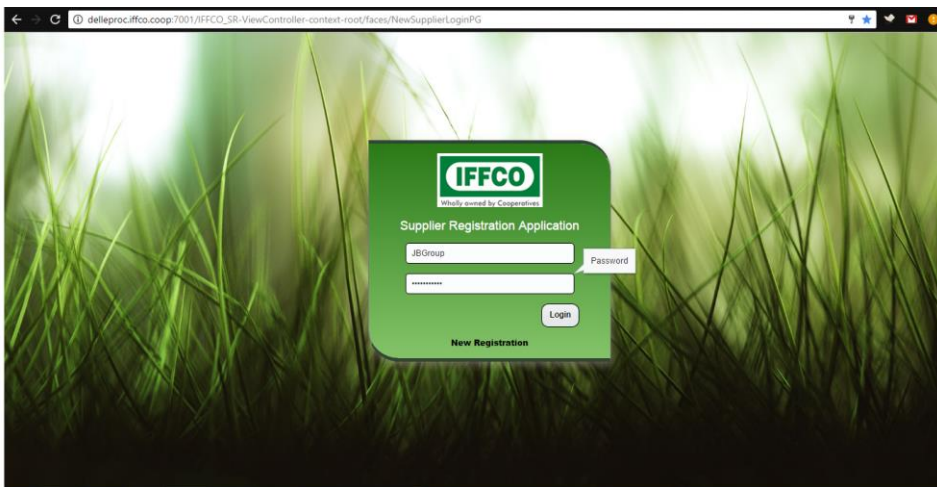 delleproc.iffco.coop:7001/IFFCO_SR-ViewController-context-root/faces/NewSupplierLoginPG
IFFCO
Wholly owned by Cooperatives
Supplier Registration Application
JBGroup
Password
•••••••••••
Login
New Registration